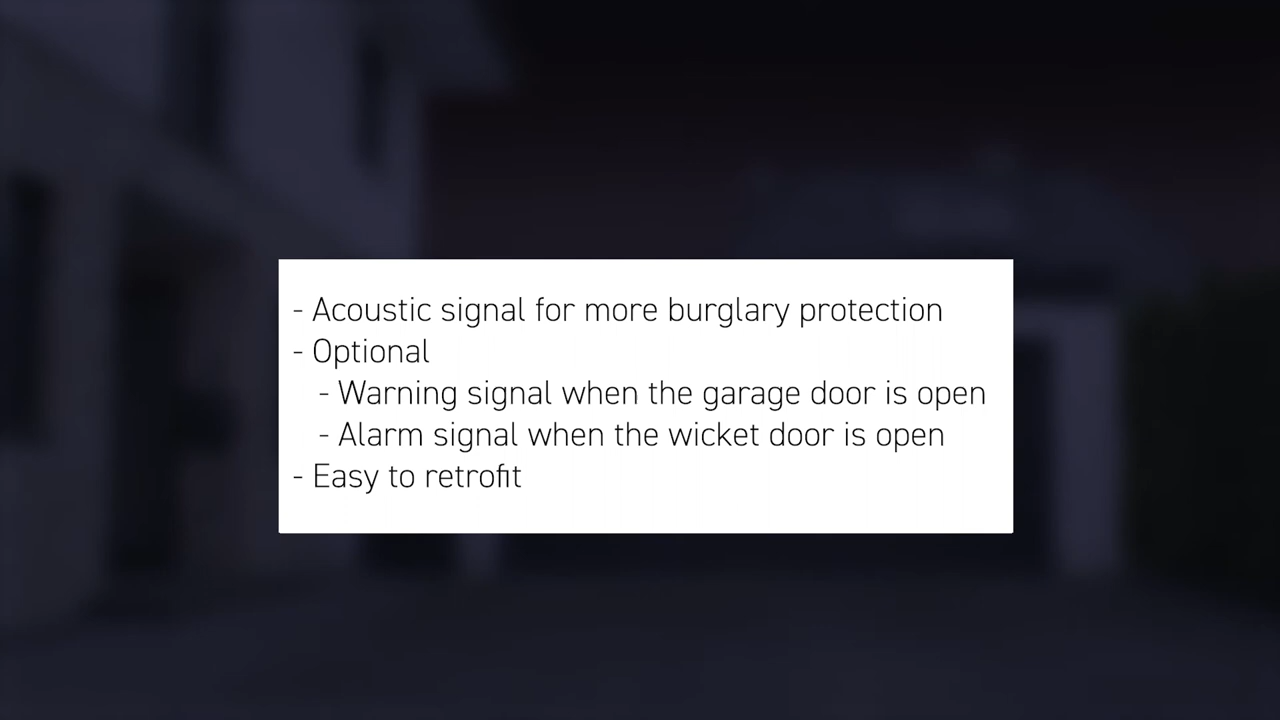 - Acoustic signal for more burglary protection
- Optional
- Warning signal when the garage door is open
- Alarm signal when the wicket door is open
- Easy to retrofit